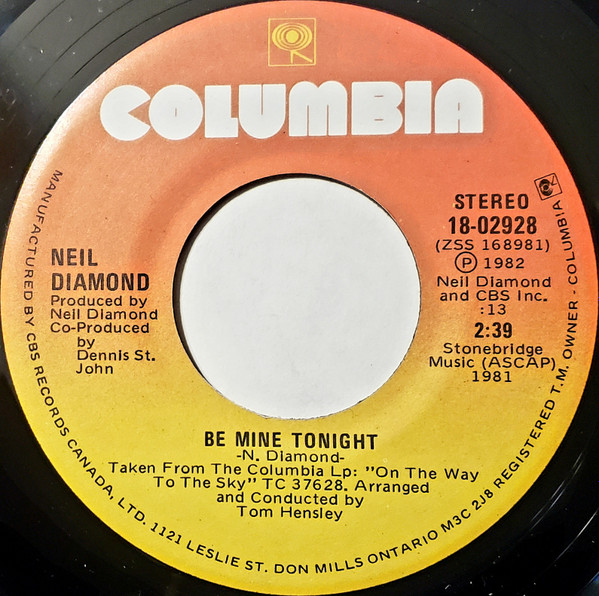 COLUMBIA
STEREO
18-02928
(ZSS 168981)
Ⓟ 1982
Neil Diamond
and CBS Inc.
:13
2:39
Stonebridge
Music (ASCAP)
1981
NEIL
DIAMOND
Produced by
Neil Diamond
Co-Produced
by
Dennis St.
John
BE MINE TONIGHT
-N. Diamond-
Taken From The Columbia Lp: "On The Way
To The Sky" TC 37628. Arranged
and Conducted by
Tom Hensley
MANUFACTURED BY CBS RECORDS CANADA, LTD. 1121 LESLIE ST. DON MILLS ONTARIO M3C 2J8 REGISTERED T.M. OWNER - COLUMBIA